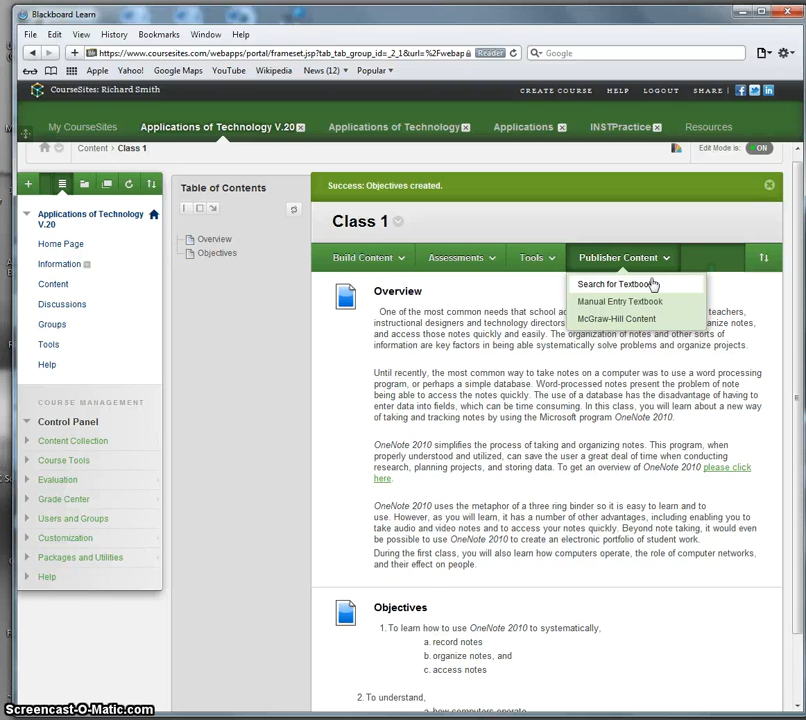 Blackboard Learn
File Edit View History Bookmarks Window Help
https://www.coursesites.com/webapps/portal/frameset.jsp?tab_tab_group_id=_2_1&url=%2Fwebap Reader Google
Apple Yahoo! Google Maps YouTube Wikipedia News (12) Popular
CourseSites: Richard Smith CREATE COURSE HELP LOGOUT SHARE
My CourseSites Applications of Technology V.20 Applications of Technology Applications INSTPractice Resources
Content > Class 1 Edit Mode is: ON
Applications of Technology V.20
Home Page
Information
Content
Discussions
Groups
Tools
Help
COURSE MANAGEMENT
Control Panel
Content Collection
Course Tools
Evaluation
Grade Center
Users and Groups
Customization
Packages and Utilities
Help
Table of Contents
Overview
Objectives
Success: Objectives created.
Class 1
Build Content Assessments Tools Publisher Content
Search for Textbook
Manual Entry Textbook
McGraw-Hill Content
Overview
One of the most common needs that school teachers,
instructional designers and technology directors organize notes,
and access those notes quickly and easily. The organization of notes and other sorts of
information are key factors in being able systematically solve problems and organize projects.
Until recently, the most common way to take notes on a computer was to use a word processing
program, or perhaps a simple database. Word-processed notes present the problem of note
being able to access the notes quickly. The use of a database has the disadvantage of having to
enter data into fields, which can be time consuming. In this class, you will learn about a new way
of taking and tracking notes by using the Microsoft program OneNote 2010.
OneNote 2010 simplifies the process of taking and organizing notes. This program, when
properly understood and utilized, can save the user a great deal of time when conducting
research, planning projects, and storing data. To get an overview of OneNote 2010 please click
here.
OneNote 2010 uses the metaphor of a three ring binder so it is easy to learn and to
use. However, as you will learn, it has a number of other advantages, including enabling you to
take audio and video notes and to access your notes quickly. Beyond note taking, it would even
be possible to use OneNote 2010 to create an electronic portfolio of student work.
During the first class, you will also learn how computers operate, the role of computer networks,
and their effect on people.
Objectives
1. To learn how to use OneNote 2010 to systematically,
a. record notes
b. organize notes, and
c. access notes
2. To understand,
a. how computers operate
Screencast-O-Matic.com